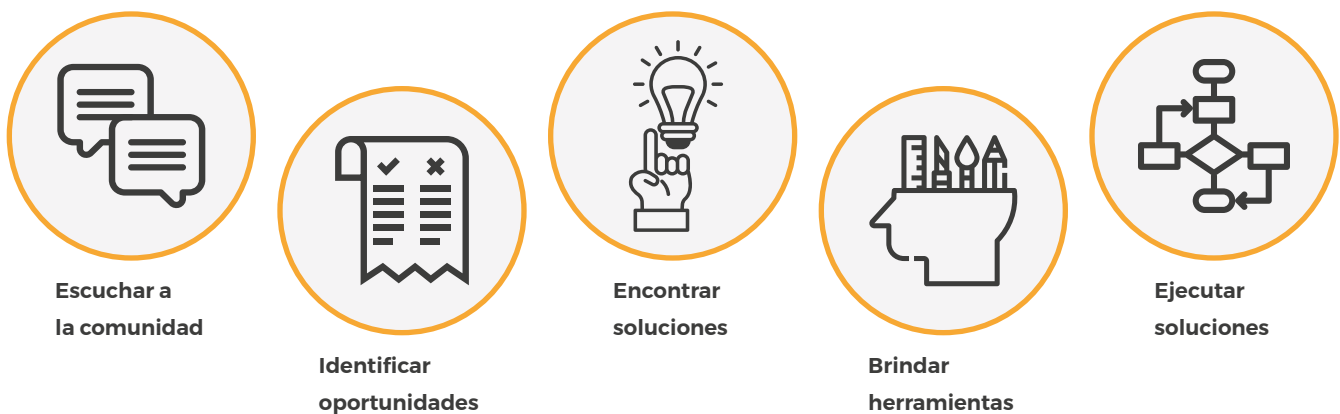 Escuchar a
la comunidad
Identificar
oportunidades
Encontrar
soluciones
Brindar
herramientas
Ejecutar
soluciones